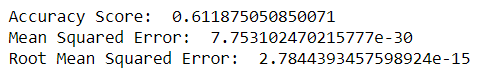 Accuracy Score:  0.611875050850071
Mean Squared Error:  7.753102470215777e-30
Root Mean Squared Error:  2.7844393457598924e-15